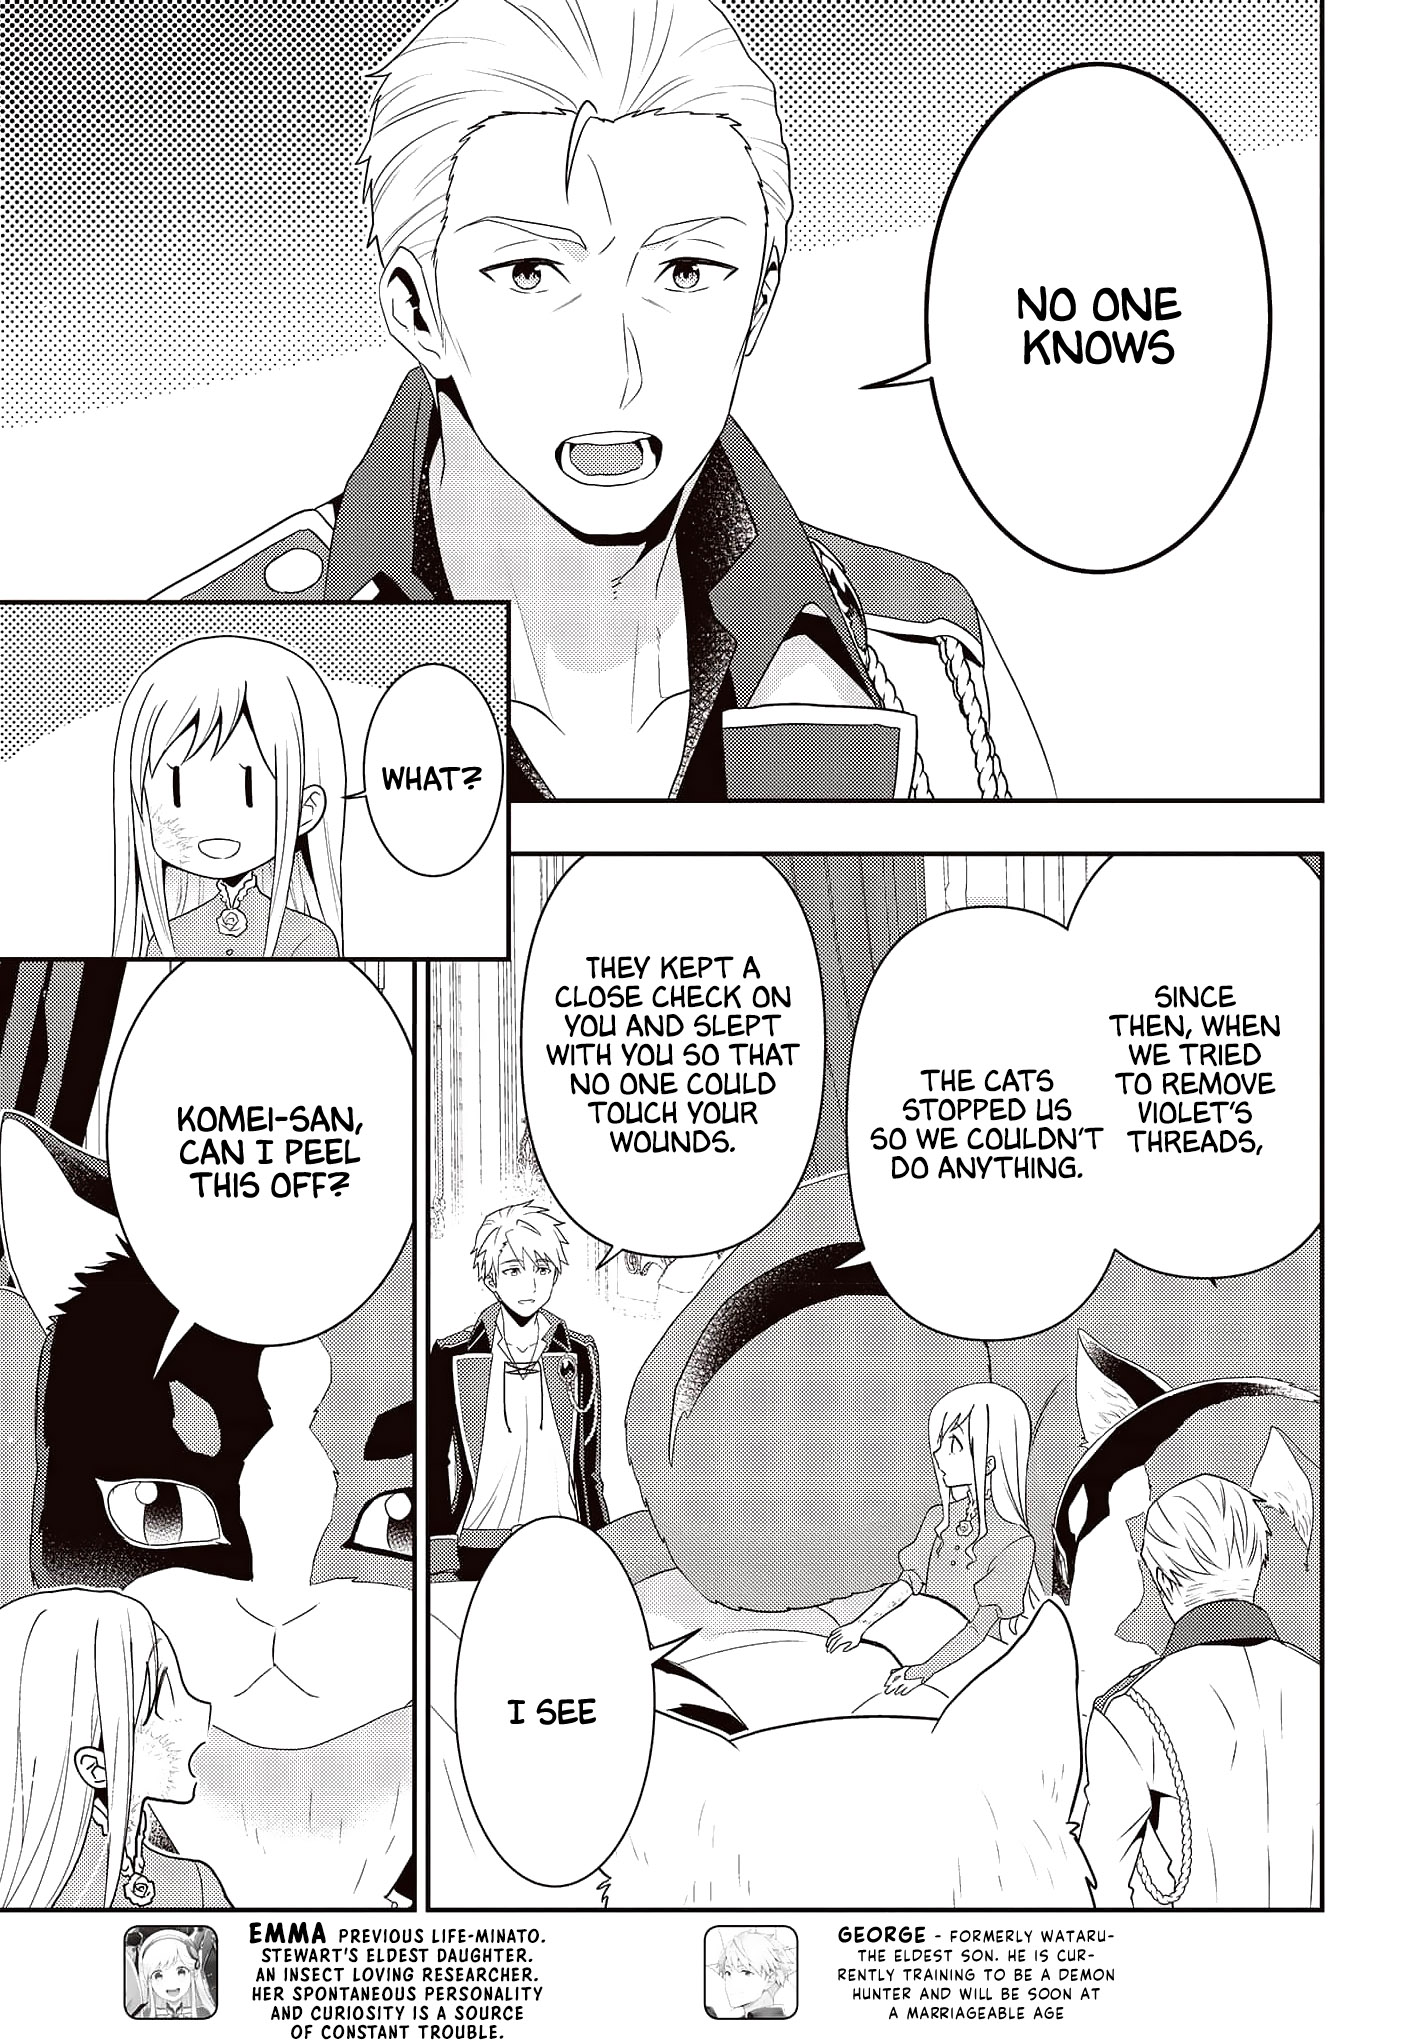 NO ONE
KNOWS
WHAT?
SINCE
THEN, WHEN
WE TRIED
TO REMOVE
VIOLET'S
THREADS,
THE CATS
STOPPED US
SO WE COULDN'T
DO ANYTHING.
THEY KEPT A
CLOSE CHECK ON
YOU AND SLEPT
WITH YOU SO THAT
NO ONE COULD
TOUCH YOUR
WOUNDS.
I SEE
KOMEI-SAN,
CAN I PEEL
THIS OFF?
EMMA PREVIOUS LIFE-MINATO.
STEWART'S ELDEST DAUGHTER.
AN INSECT LOVING RESEARCHER.
HER SPONTANEOUS PERSONALITY
AND CURIOSITY IS A SOURCE
OF CONSTANT TROUBLE.
GEORGE - FORMERLY WATARU-
THE ELDEST SON. HE IS CUR-
RENTLY TRAINING TO BE A DEMON
HUNTER AND WILL BE SOON AT
A MARRIAGEABLE AGE